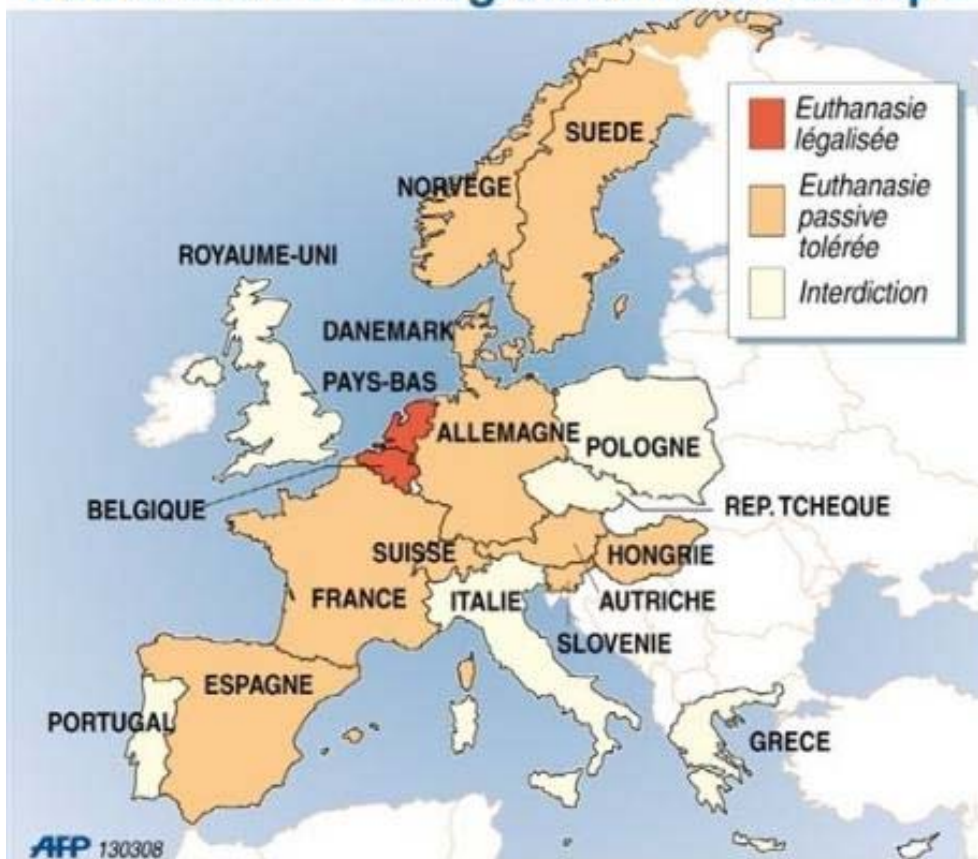 Euthanasie
légalisée
Euthanasie
passive
tolérée
Interdiction
SUEDE
NORVÈGE
ROYAUME-UNI
DANEMARK
PAYS-BAS
ALLEMAGNE
POLOGNE
BELGIQUE
REP. TCHEQUE
SUISSE
HONGRIE
FRANCE
ITALIE
AUTRICHE
SLOVENIE
ESPAGNE
PORTUGAL
GRECE
AFP 130308